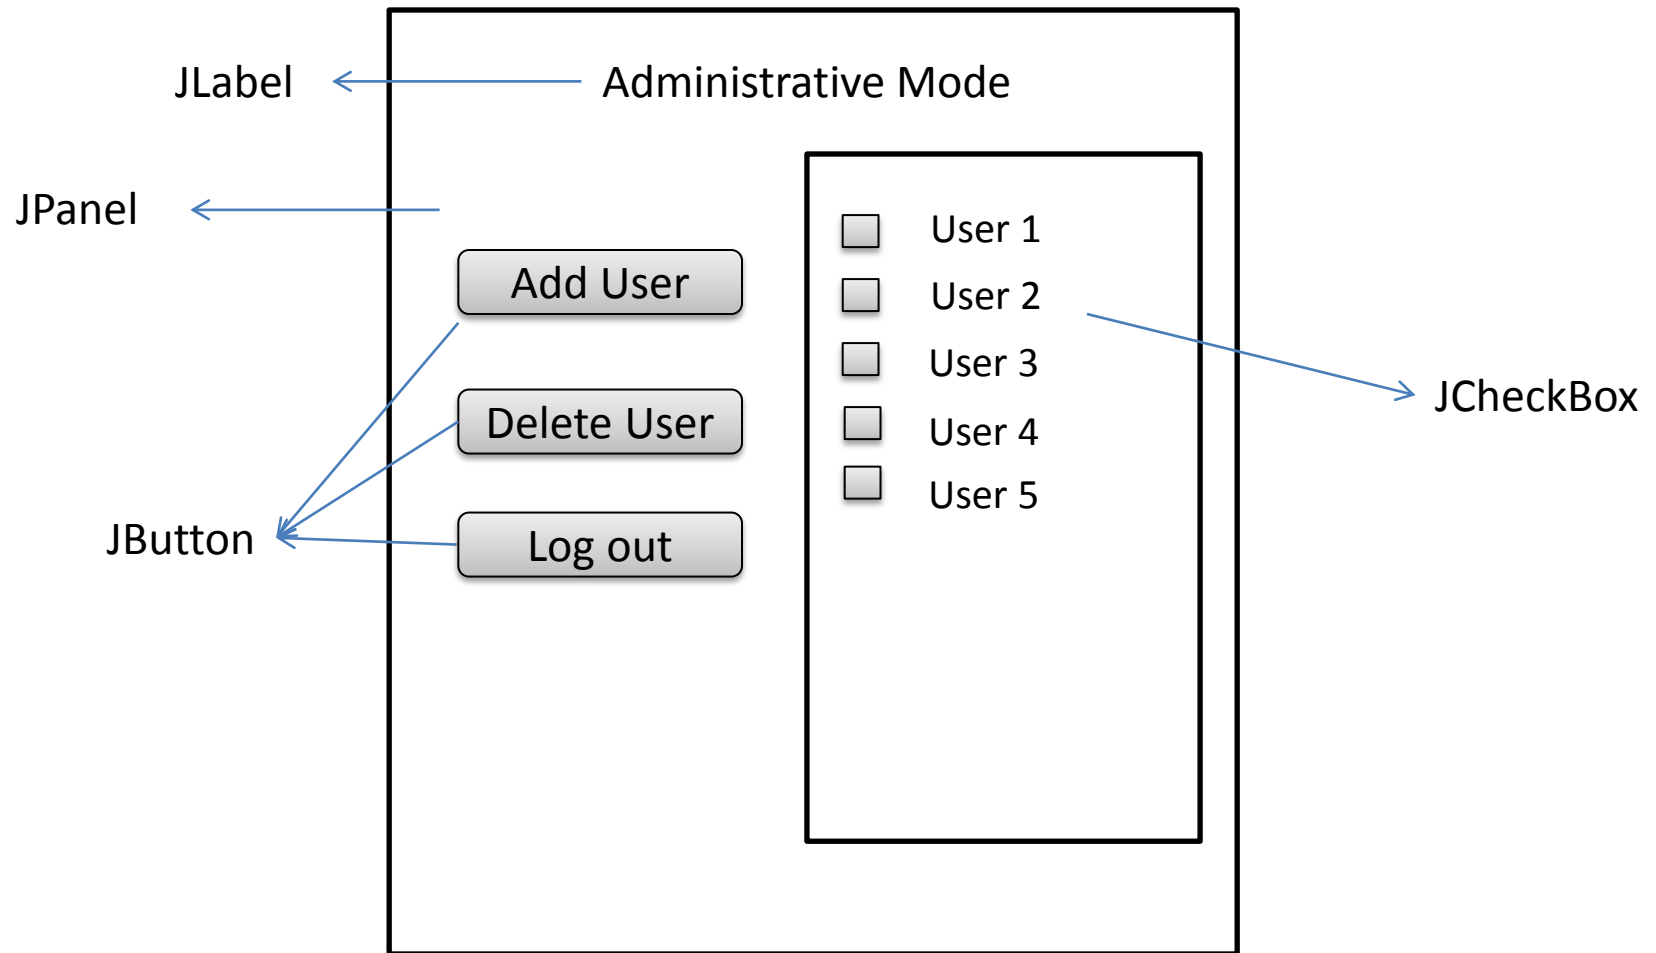 JLabel
Administrative Mode
JPanel
Add User
Delete User
JButton
Log out
User 1
User 2
User 3
User 4
User 5
JCheckBox